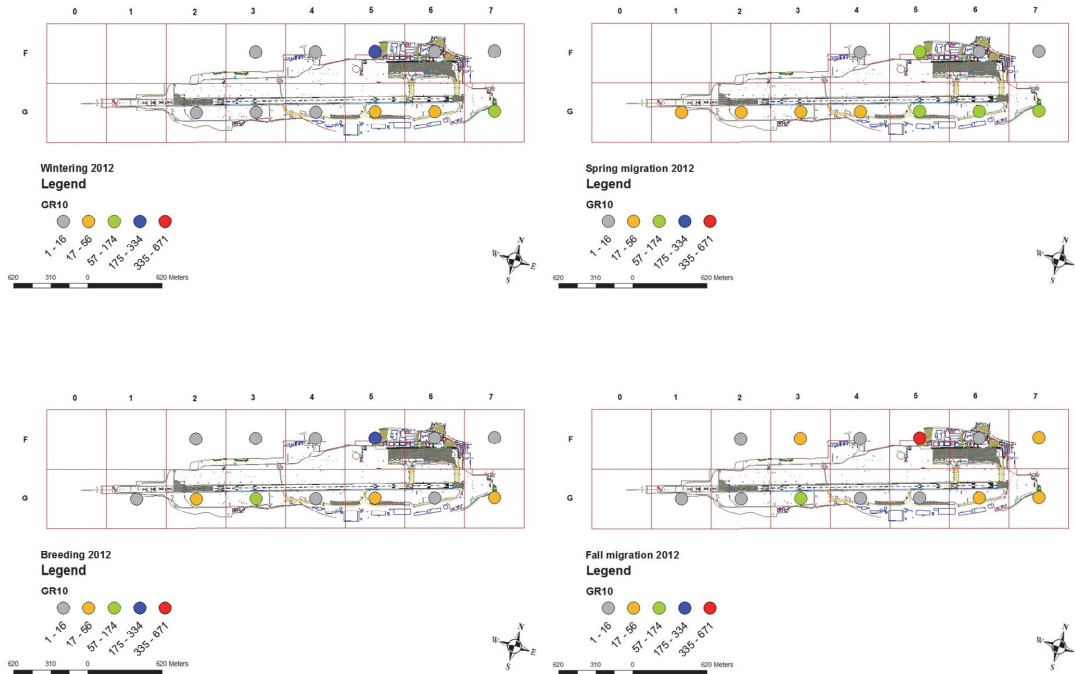 0 1 2 3 4 5 6 7
F
G
Wintering 2012
Legend
GR10
1 - 16 17 - 56 57 - 174 175 - 334 335 - 671
620 310 0 620 Meters
N
W E
S
0 1 2 3 4 5 6 7
F
G
Spring migration 2012
Legend
GR10
1 - 16 17 - 56 57 - 174 175 - 334 335 - 671
620 310 0 620 Meters
N
W
S
0 1 2 3 4 5 6 7
F
G
Breeding 2012
Legend
GR10
1 - 16 17 - 56 57 - 174 175 - 334 335 - 671
620 310 0 620 Meters
N
W E
S
0 1 2 3 4 5 6 7
F
G
Fall migration 2012
Legend
GR10
1 - 16 17 - 56 57 - 174 175 - 334 335 - 671
620 310 0 620 Meters
N
W
S